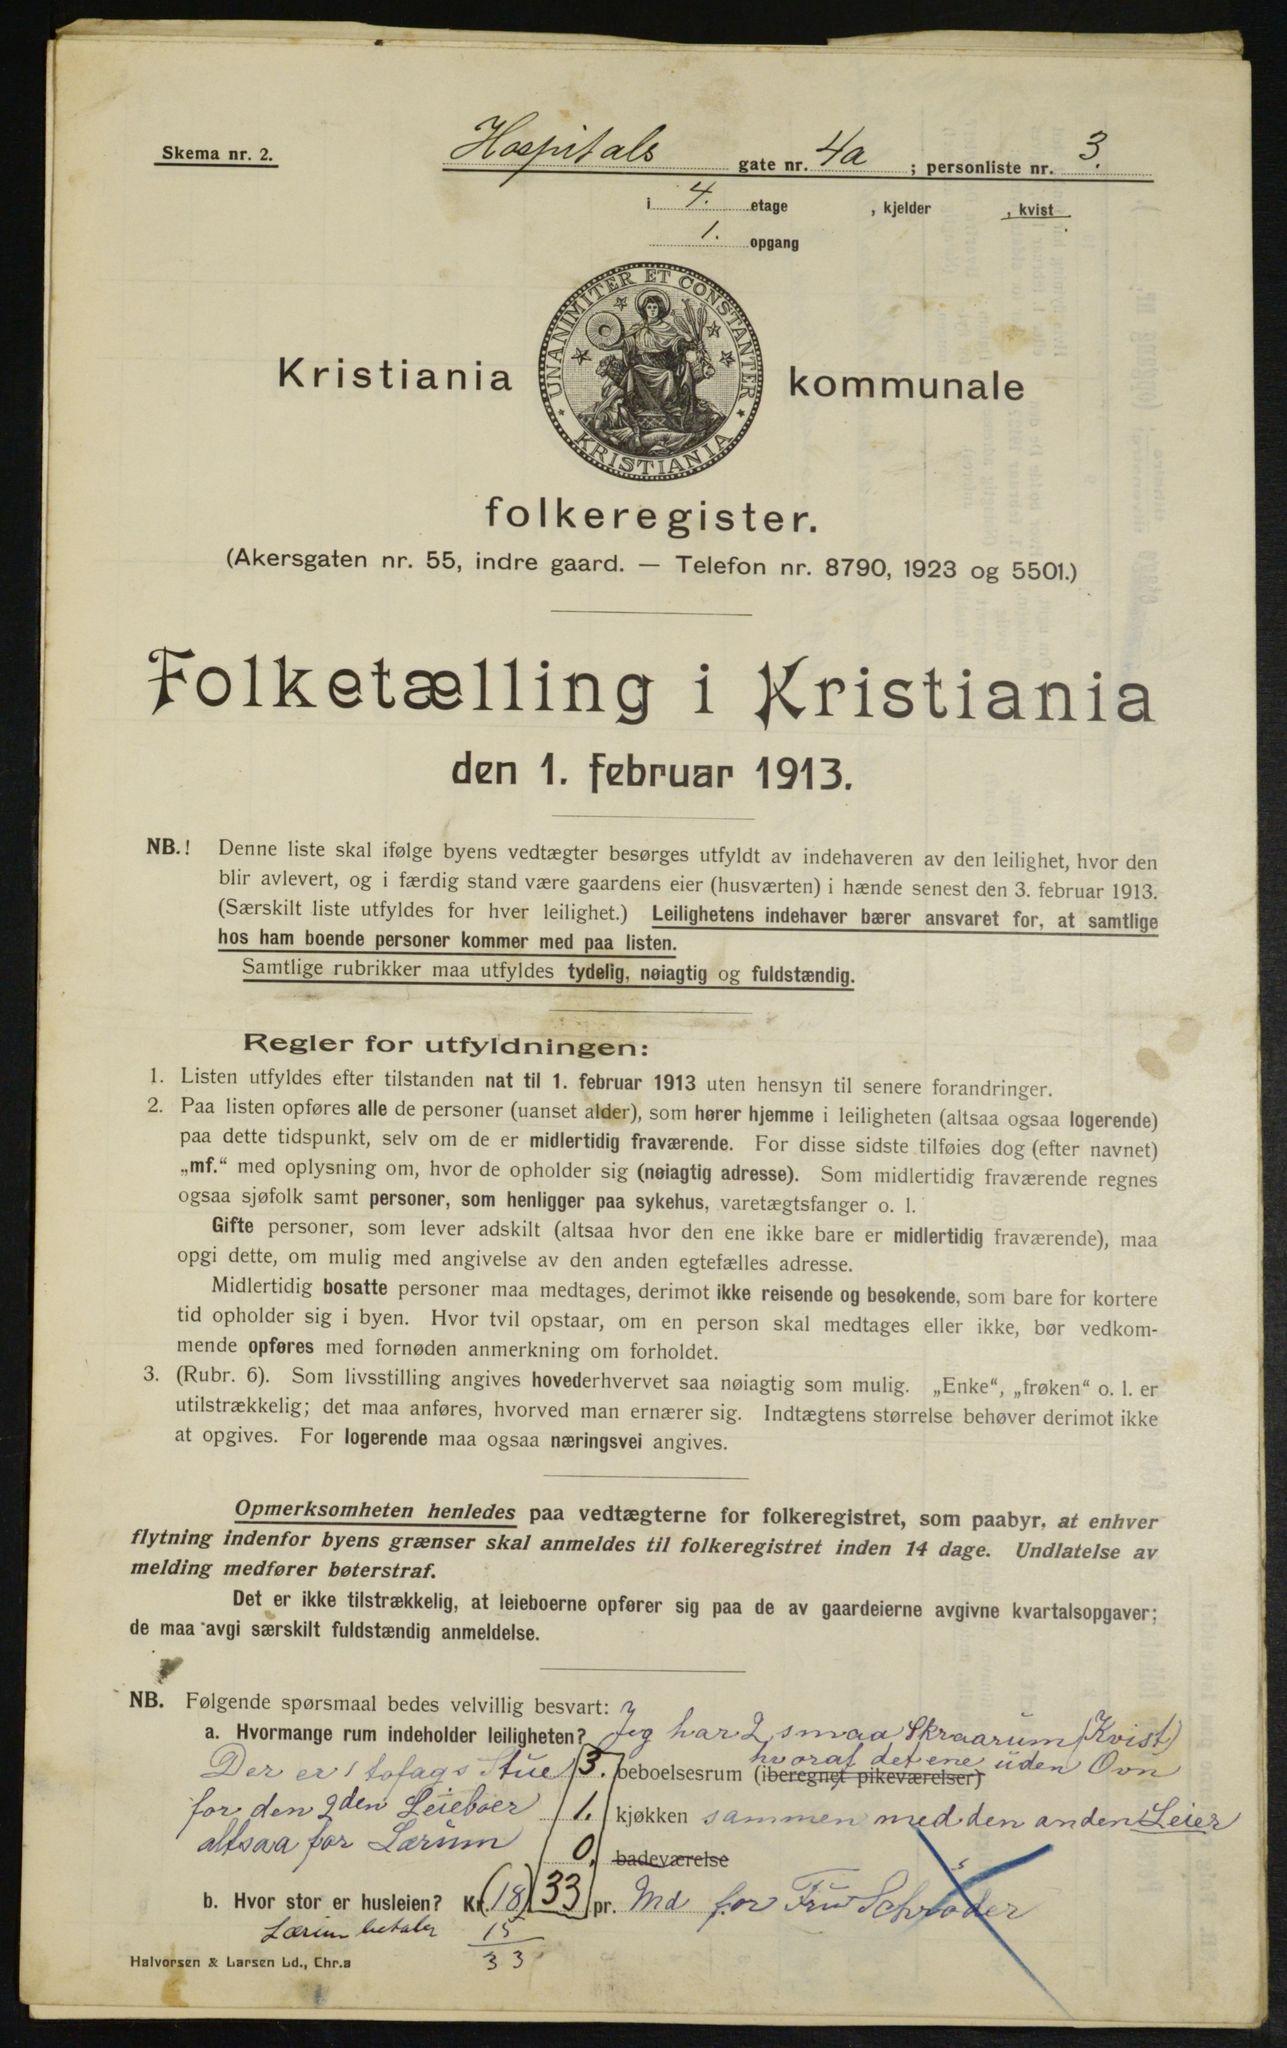 Skema nr. 2.
Hospitals gate nr. 4a ; personliste nr. 3.
i 4. etage , kjelder , kvist
1. opgang
UNANIMITER ET CONSTANTER
KRISTIANIA
Kristiania kommunale
folkeregister.
(Akersgaten nr. 55, indre gaard. — Telefon nr. 8790, 1923 og 5501.)
Folketælling i Kristiania
den 1. februar 1913.
NB.! Denne liste skal ifølge byens vedtægter besørges utfyldt av indehaveren av den leilighet, hvor den
blir avlevert, og i færdig stand være gaardens eier (husværten) i hænde senest den 3. februar 1913.
(Særskilt liste utfyldes for hver leilighet.) Leilighetens indehaver bærer ansvaret for, at samtlige
hos ham boende personer kommer med paa listen.
Samtlige rubrikker maa utfyldes tydelig, nøiagtig og fuldstændig.
Regler for utfyldningen:
1. Listen utfyldes efter tilstanden nat til 1. februar 1913 uten hensyn til senere forandringer.
2. Paa listen opføres alle de personer (uanset alder), som hører hjemme i leiligheten (altsaa ogsaa logerende)
paa dette tidspunkt, selv om de er midlertidig fraværende. For disse sidste tilføies dog (efter navnet)
„mf.“ med oplysning om, hvor de opholder sig (nøiagtig adresse). Som midlertidig fraværende regnes
ogsaa sjøfolk samt personer, som henligger paa sykehus, varetægtsfanger o. l.
Gifte personer, som lever adskilt (altsaa hvor den ene ikke bare er midlertidig fraværende), maa
opgi dette, om mulig med angivelse av den anden egtefælles adresse.
Midlertidig bosatte personer maa medtages, derimot ikke reisende og besøkende, som bare for kortere
tid opholder sig i byen. Hvor tvil opstaar, om en person skal medtages eller ikke, bør vedkom-
mende opføres med fornøden anmerkning om forholdet.
3. (Rubr. 6). Som livsstilling angives hovederhvervet saa nøiagtig som mulig. „Enke“, „frøken“ o. l. er
utilstrækkelig; det maa anføres, hvorved man ernærer sig. Indtægtens størrelse behøver derimot ikke
at opgives. For logerende maa ogsaa næringsvei angives.
Opmerksomheten henledes paa vedtægterne for folkeregistret, som paabyr, at enhver
flytning indenfor byens grænser skal anmeldes til folkeregistret inden 14 dage. Undlatelse av
melding medfører bøterstraf.
Det er ikke tilstrækkelig, at leieboerne opfører sig paa de av gaardeierne avgivne kvartalsopgaver;
de maa avgi særskilt fuldstændig anmeldelse.
NB. Følgende spørsmaal bedes velvillig besvart:
a. Hvormange rum indeholder leiligheten? Jeg har 2 smaa Skraarum (Kvist)
hvoraf det ene uden Ovn
Der er 1 tofags Stue 3. beboelsesrum (iberegnet pikeværelser)
for den 2den Leieboer 1. kjøkken sammen med den anden Leier
altsaa for Lærum 0. badeværelse
b. Hvor stor er husleien? Kr. (18) 33 pr. Md for Fru Schrøder
Lærum betaler 15
33
Halvorsen & Larsen Ld., Chr.a